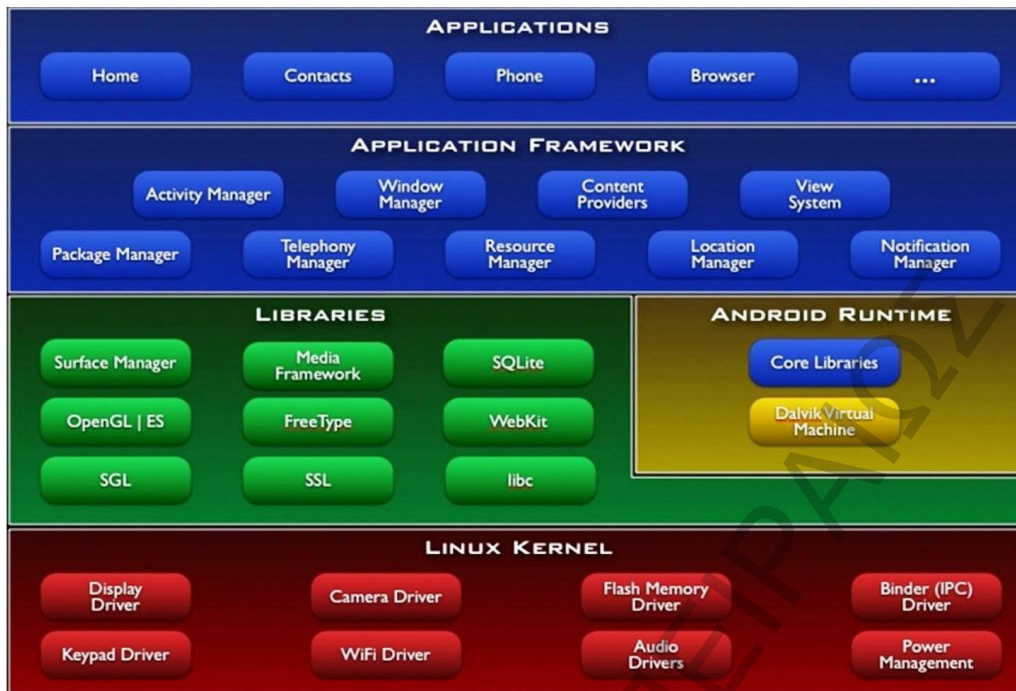 APPLICATIONS
Home Contacts Phone Browser ...
APPLICATION FRAMEWORK
Activity Manager Window Manager Content Providers View System
Package Manager Telephony Manager Resource Manager Location Manager Notification Manager
LIBRARIES
Surface Manager Media Framework SQLite
OpenGL | ES FreeType WebKit
SGL SSL libc
ANDROID RUNTIME
Core Libraries
Dalvik Virtual Machine
LINUX KERNEL
Display Driver Camera Driver Flash Memory Driver Binder (IPC) Driver
Keypad Driver WiFi Driver Audio Drivers Power Management
ΠΕΙΡΑΙΩΣ